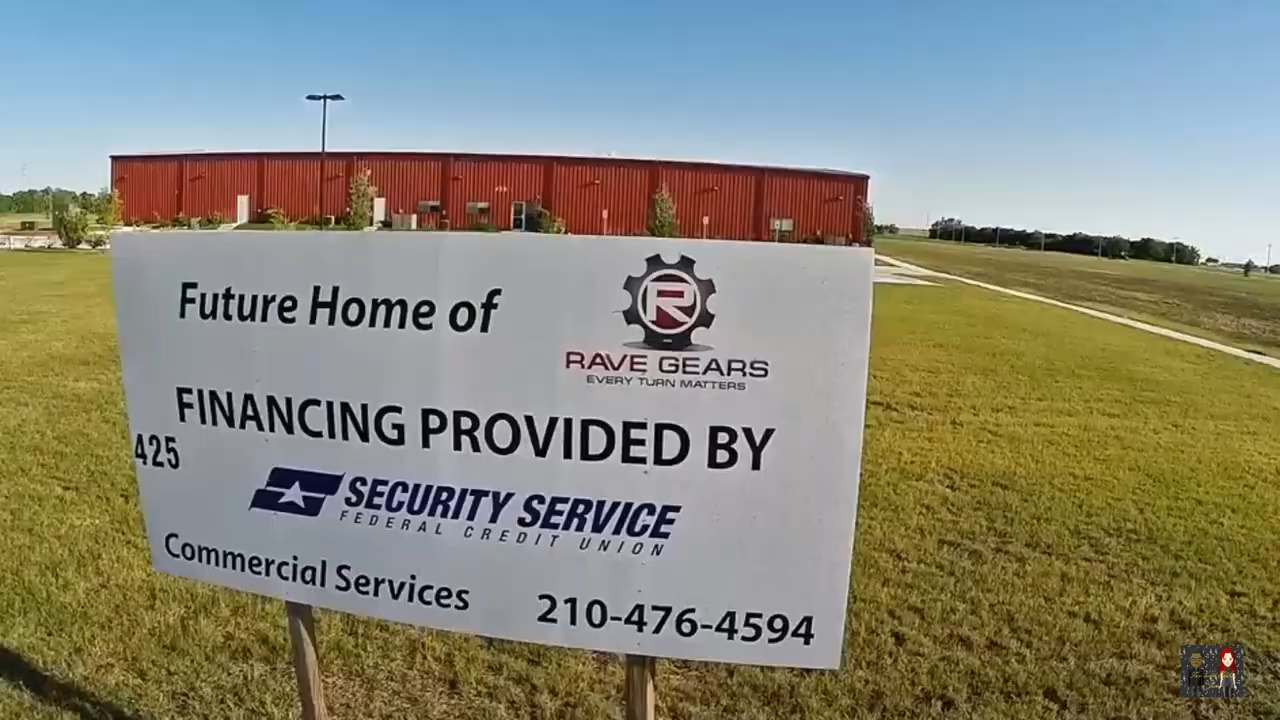 Future Home of
R
RAVE GEARS
EVERY TURN MATTERS
FINANCING PROVIDED BY
425
SECURITY SERVICE
FEDERAL CREDIT UNION
Commercial Services
210-476-4594